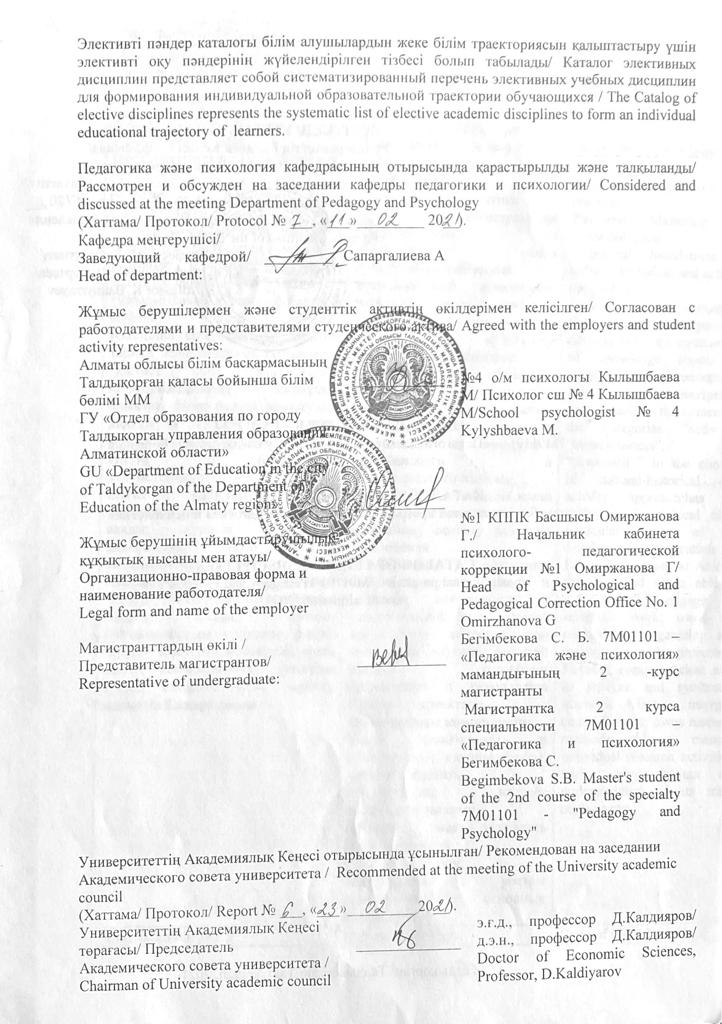 Элективті пәндер каталогы білім алушылардын жеке білім траекториясын қалыптастыру үшін
элективті оқу пәндерінің жүйелендірілген тізбесі болып табылады/ Каталог элективных
дисциплин представляет собой систематизированный перечень элективных учебных дисциплин
для формирования индивидуальной образовательной траектории обучающихся / The Catalog of
elective disciplines represents the systematic list of elective academic disciplines to form an individual
educational trajectory of learners.
Педагогика және психология кафедрасының отырысында қарастырылды және талқыланды/
Рассмотрен и обсужден на заседании кафедры педагогики и психологии/ Considered and
discussed at the meeting Department of Pedagogy and Psychology
(Хаттама/ Протокол/ Protocol № 7, «11» 02 2021).
Кафедра меңгерушісі/
Заведующий кафедрой/ Сапаргалиева А
Head of department:
Жұмыс берушілермен және студенттік активтің өкілдерімен келісілген/ Согласован с
работодателями и представителями студенческого актива/ Agreed with the employers and student
activity representatives:
Алматы облысы білім басқармасының
Талдықорған қаласы бойынша білім
бөлімі ММ
ГУ «Отдел образования по городу
Талдыкорган управления образования
Алматинской области»
GU «Department of Education in the city
of Taldykorgan of the Department of
Education of the Almaty region»
№4 о/м психологы Кылышбаева
М/ Психолог сш № 4 Кылышбаева
М/School psychologist № 4
Kylyshbaeva M.
Жұмыс берушінің ұйымдастырушылық-
құқықтық нысаны мен атауы/
Организационно-правовая форма и
наименование работодателя/
Legal form and name of the employer
№1 КППК Басшысы Омиржанова
Г./ Начальник кабинета
психолого- педагогической
коррекции №1 Омиржанова Г/
Head of Psychological and
Pedagogical Correction Office No. 1
Omirzhanova G
Магистранттардың өкілі /
Представитель магистрантов/
Representative of undergraduate:
Бегімбекова С. Б. 7М01101 –
«Педагогика және психология»
мамандығының 2 -курс
магистранты
Магистрантка 2 курса
специальности 7М01101 –
«Педагогика и психология»
Бегимбекова С.
Begimbekova S.B. Master's student
of the 2nd course of the specialty
7M01101 - "Pedagogy and
Psychology"
Университеттің Академиялық Кеңесі отырысында ұсынылған/ Рекомендован на заседании
Академического совета университета / Recommended at the meeting of the University academic
council
(Хаттама/ Протокол/ Report № 6, «23» 02 2021).
Университеттің Академиялық Кеңесі
төрағасы/ Председатель
Академического совета университета /
Chairman of University academic council
э.ғ.д., профессор Д.Калдияров/
д.э.н., профессор Д.Калдияров/
Doctor of Economic Sciences,
Professor, D.Kaldiyarov